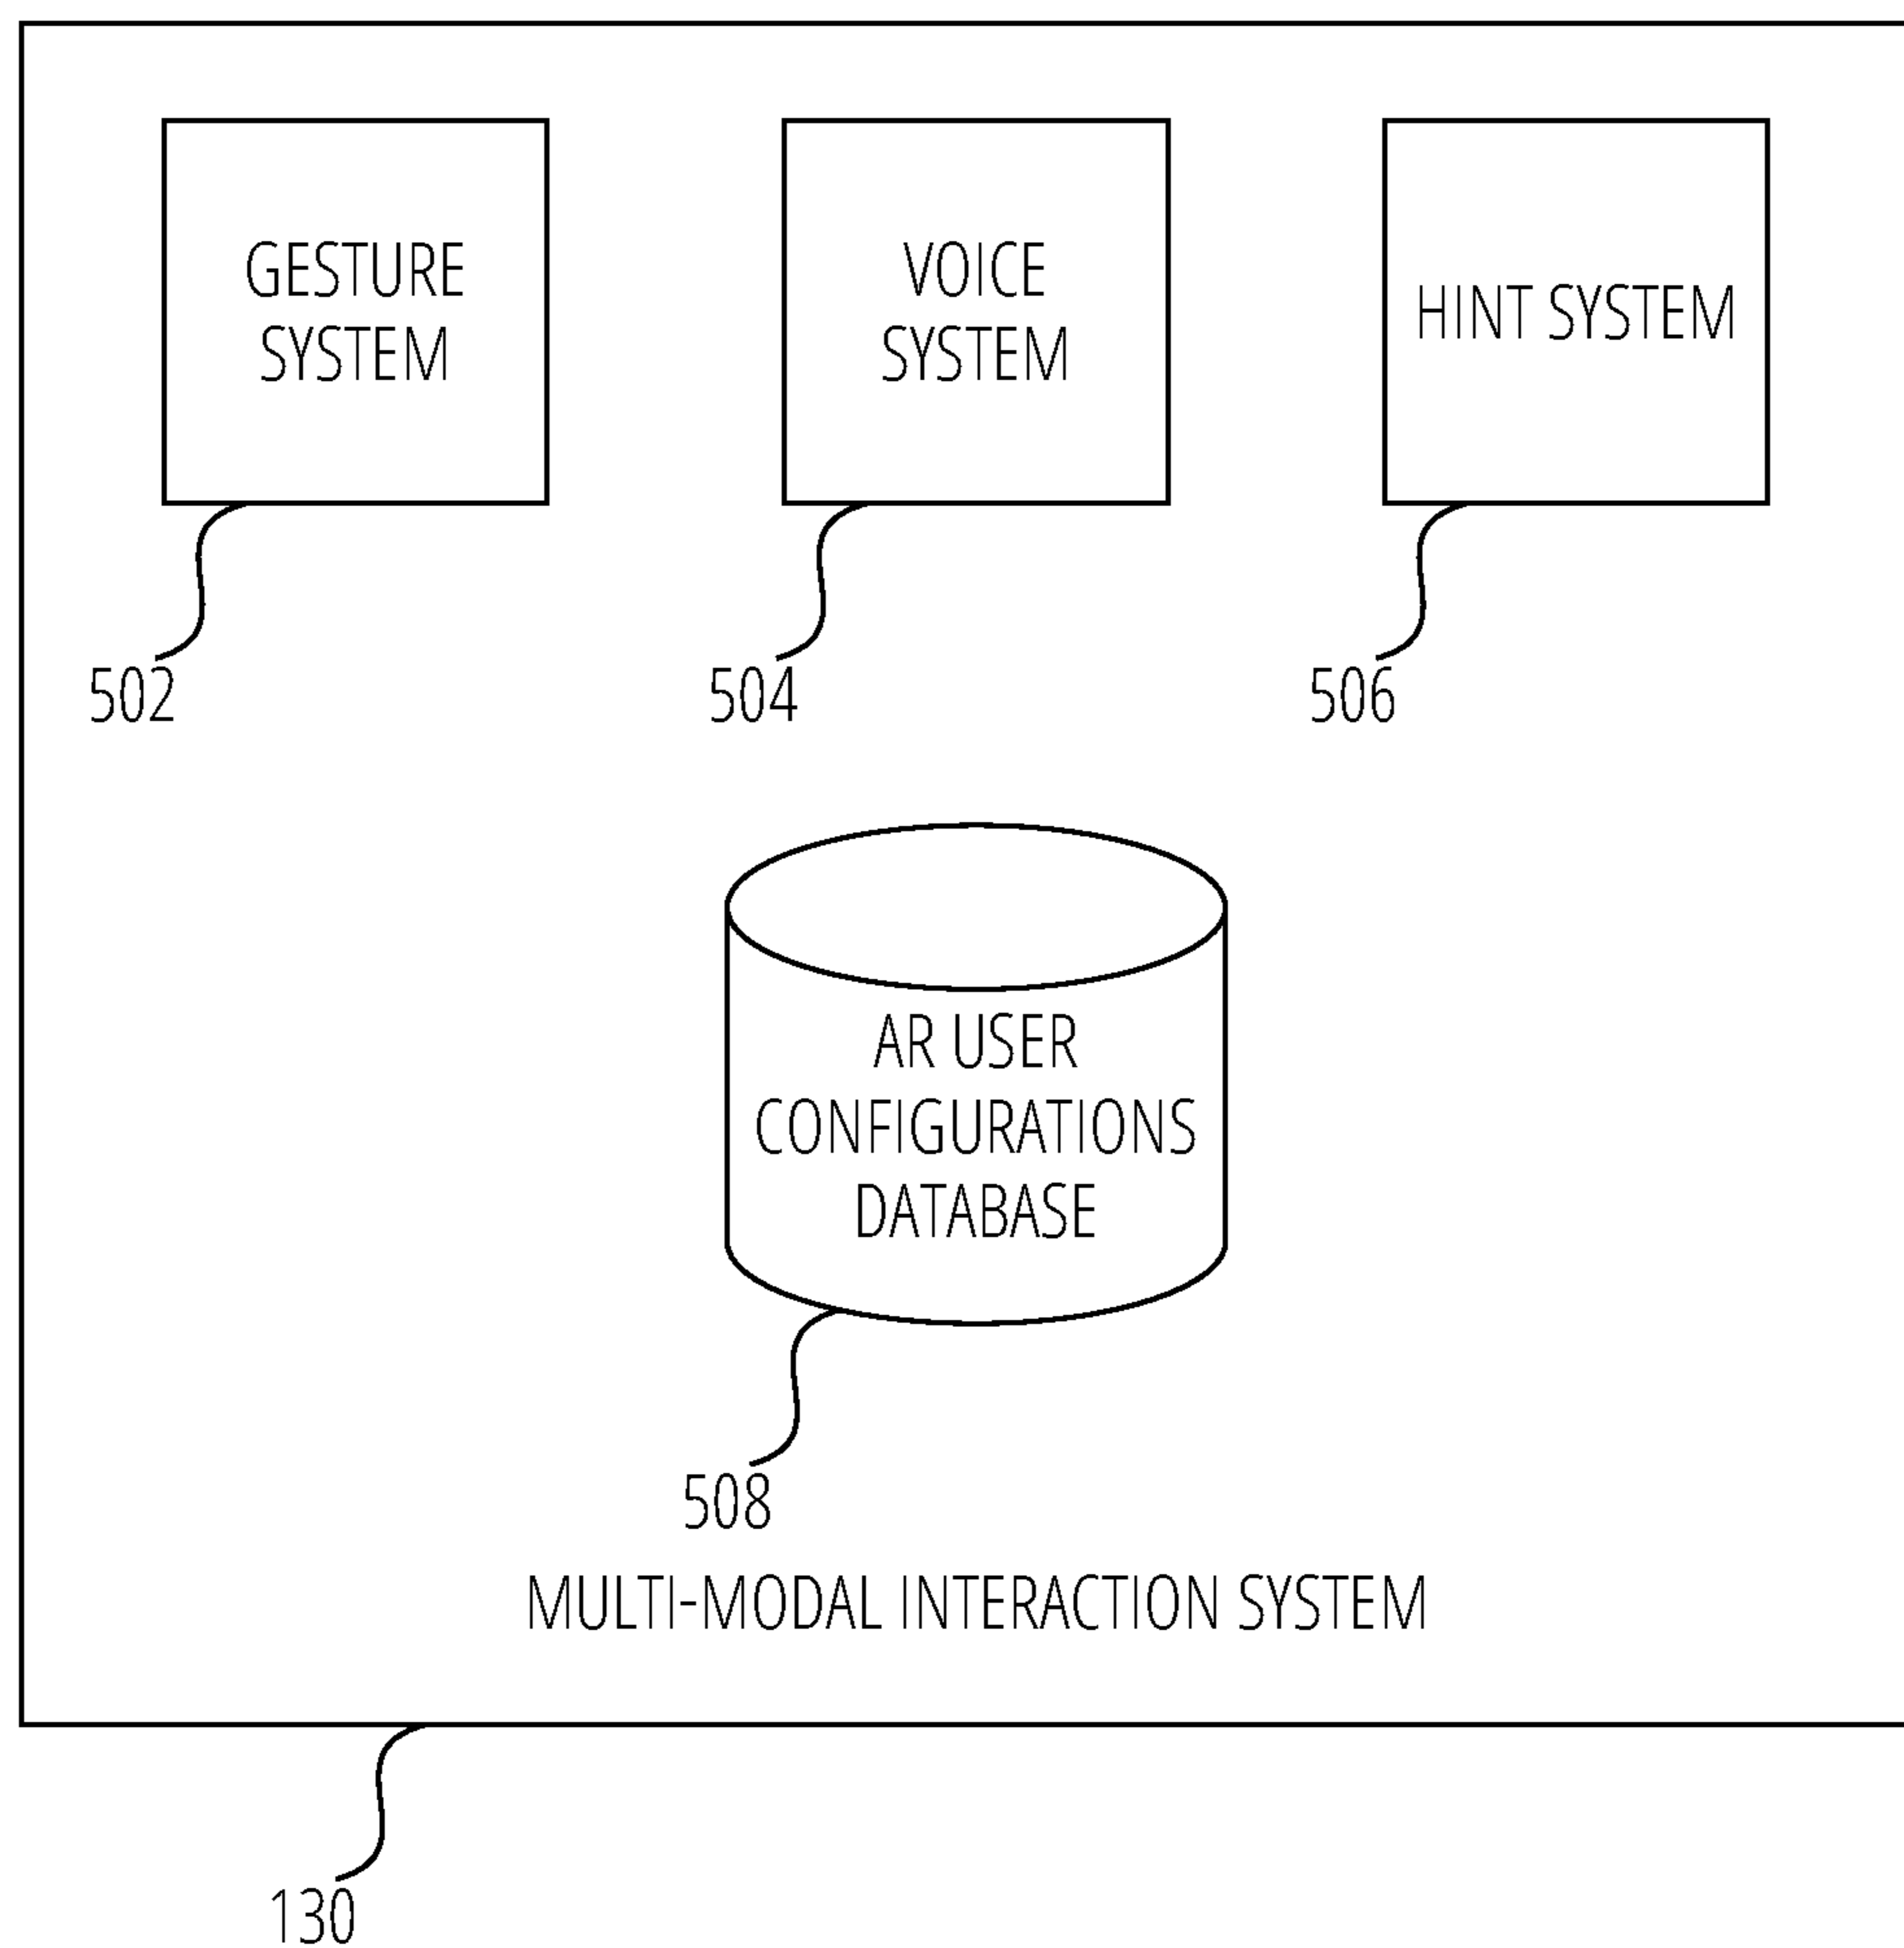 GESTURE
SYSTEM
VOICE
SYSTEM
HINT SYSTEM
502
504
506
AR USER
CONFIGURATIONS
DATABASE
508
MULTI-MODAL INTERACTION SYSTEM
130